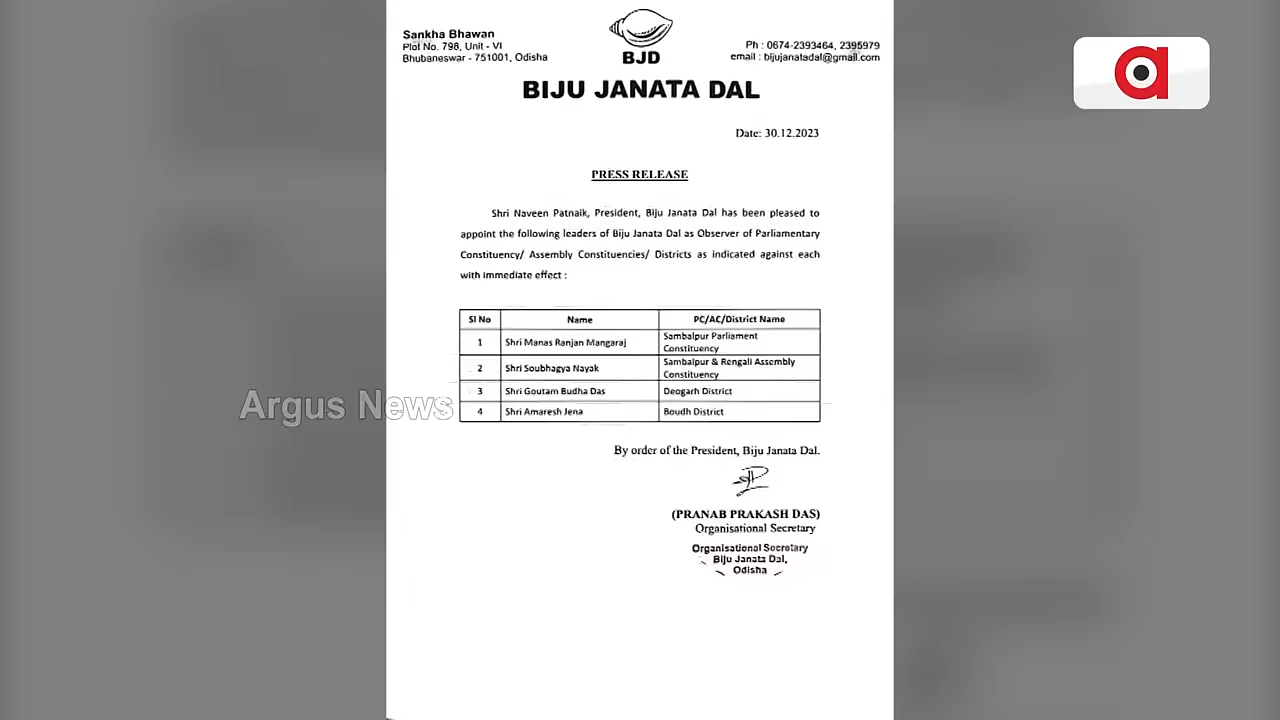 Sankha Bhawan
Plot No. 798, Unit - VI
Bhubaneswar - 751001, Odisha
BJD
Ph : 0674-2393464, 2395979
email : bijujanatadal@gmail.com
BIJU JANATA DAL
Date: 30.12.2023
PRESS RELEASE
Shri Naveen Patnaik, President, Biju Janata Dal has been pleased to
appoint the following leaders of Biju Janata Dal as Observer of Parliamentary
Constituency/ Assembly Constituencies/ Districts as indicated against each
with immediate effect :
Sl No Name PC/AC/District Name
1 Shri Manas Ranjan Mangaraj Sambalpur Parliament
Constituency
2 Shri Soubhagya Nayak Sambalpur & Rengali Assembly
Constituency
3 Shri Goutam Budha Das Deogarh District
4 Shri Amaresh Jena Boudh District
Argus News
By order of the President, Biju Janata Dal.
(PRANAB PRAKASH DAS)
Organisational Secretary
Organisational Secretary
Biju Janata Dal,
Odisha